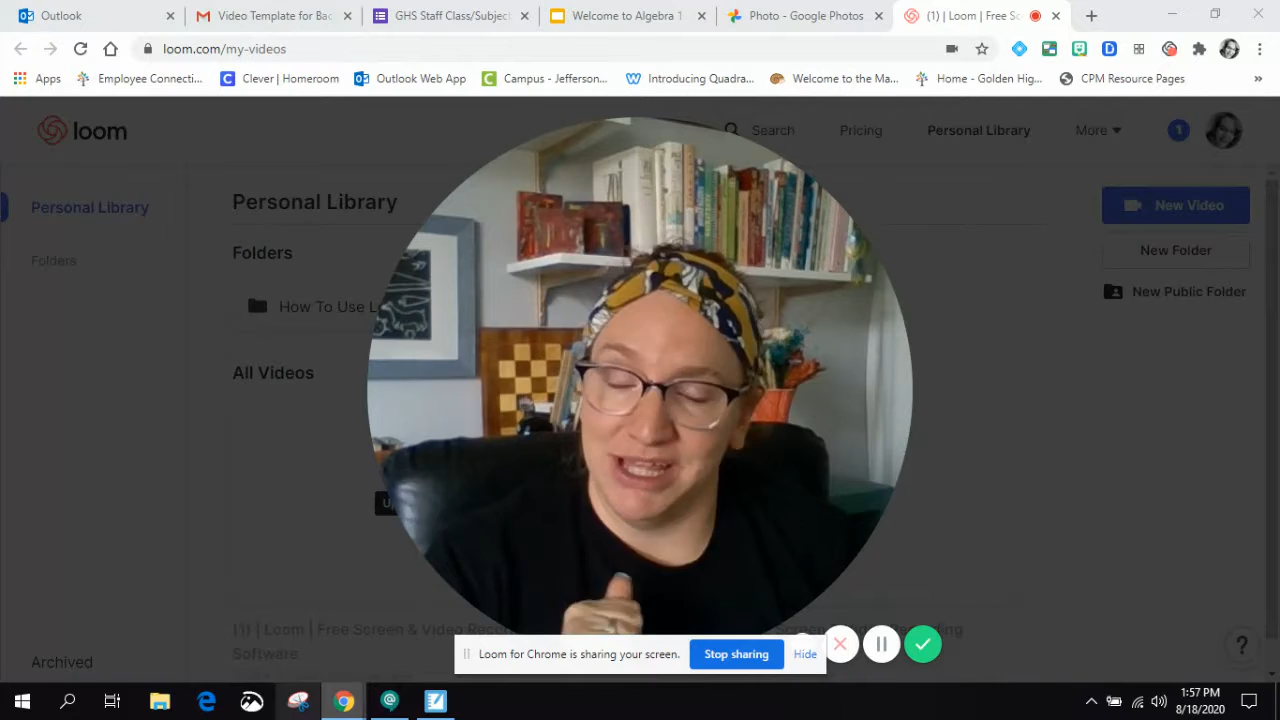 Outlook
Video Template for Bac
GHS Staff Class/Subject
Welcome to Algebra 1
Photo - Google Photos
(1) | Loom | Free Sc
loom.com/my-videos
Apps
Employee Connecti...
Clever | Homeroom
Outlook Web App
Campus - Jefferson...
Introducing Quadra...
Welcome to the Ma...
Home - Golden Hig...
CPM Resource Pages
»
loom
Search
Pricing
Personal Library
More
1
Personal Library
Folders
Personal Library
Folders
How To Use L
All Videos
New Video
New Folder
New Public Folder
(1) | Loom | Free Screen & Video Reco
Software
Archived
Loom for Chrome is sharing your screen.
Stop sharing
Hide
?
1:57 PM
8/18/2020